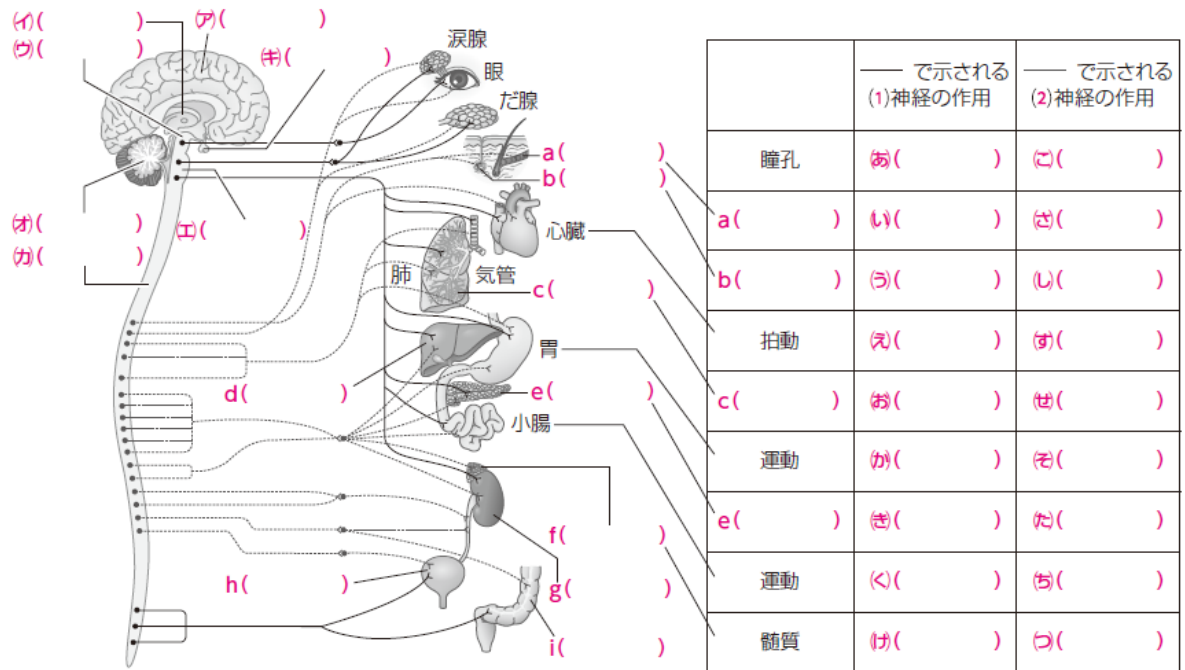 (イ)(　　　)
(ア)(　　　)
(ウ)(　　　)
(キ)(　　　)
涙腺
眼
だ腺
a(　　　)
b(　　　)
(オ)(　　　)
(エ)(　　　)
(カ)(　　　)
心臓
肺
気管
c(　　　)
胃
d(　　　)
e(　　　)
小腸
f(　　　)
h(　　　)
g(　　　)
i(　　　)
── で示される
(1)神経の作用
── で示される
(2)神経の作用
瞳孔 (あ)(　　　) (こ)(　　　)
a(　　　) (い)(　　　) (さ)(　　　)
b(　　　) (う)(　　　) (し)(　　　)
拍動 (え)(　　　) (す)(　　　)
c(　　　) (お)(　　　) (せ)(　　　)
運動 (か)(　　　) (そ)(　　　)
e(　　　) (き)(　　　) (た)(　　　)
運動 (く)(　　　) (ち)(　　　)
髄質 (け)(　　　) (つ)(　　　)